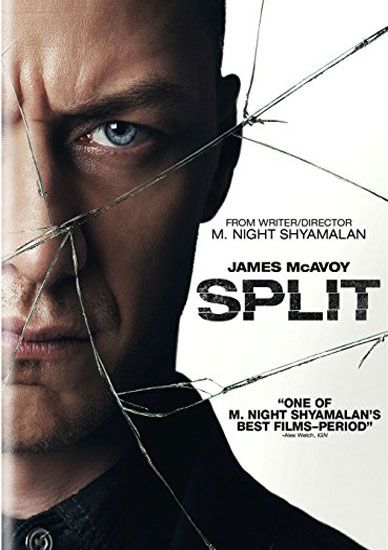 FROM WRITER/DIRECTOR
M. NIGHT SHYAMALAN
JAMES McAVOY
SPLIT
"ONE OF
M. NIGHT SHYAMALAN'S
BEST FILMS–PERIOD"
-Alex Welch, IGN